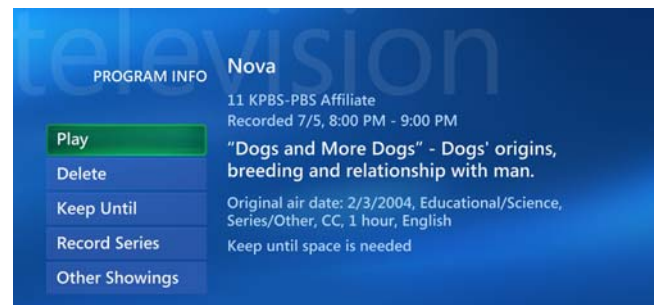 television
PROGRAM INFO
Nova
11 KPBS-PBS Affiliate
Recorded 7/5, 8:00 PM - 9:00 PM
"Dogs and More Dogs" - Dogs' origins,
breeding and relationship with man.
Original air date: 2/3/2004, Educational/Science,
Series/Other, CC, 1 hour, English
Keep until space is needed
Play
Delete
Keep Until
Record Series
Other Showings